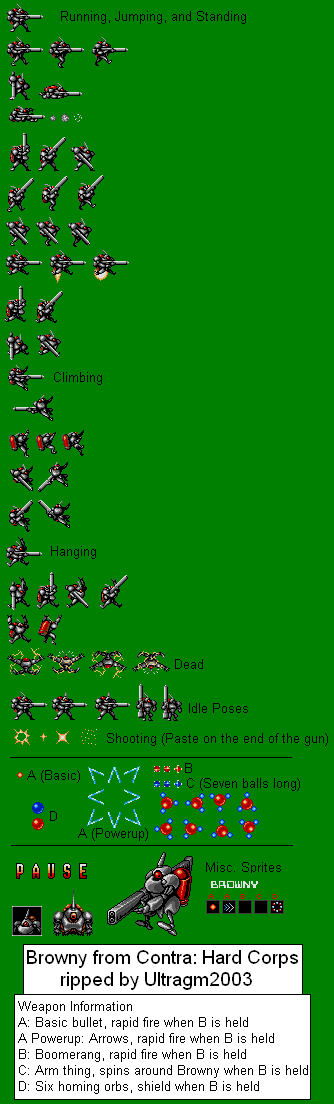 Running, Jumping, and Standing
Climbing
Hanging
Dead
Idle Poses
Shooting (Paste on the end of the gun)
A (Basic)
B
C (Seven balls long)
D
A (Powerup)
PAUSE
Misc. Sprites
BROWNY
Browny from Contra: Hard Corps
ripped by Ultragm2003
Weapon Information
A: Basic bullet, rapid fire when B is held
A Powerup: Arrows, rapid fire when B is held
B: Boomerang, rapid fire when B is held
C: Arm thing, spins around Browny when B is held
D: Six homing orbs, shield when B is held